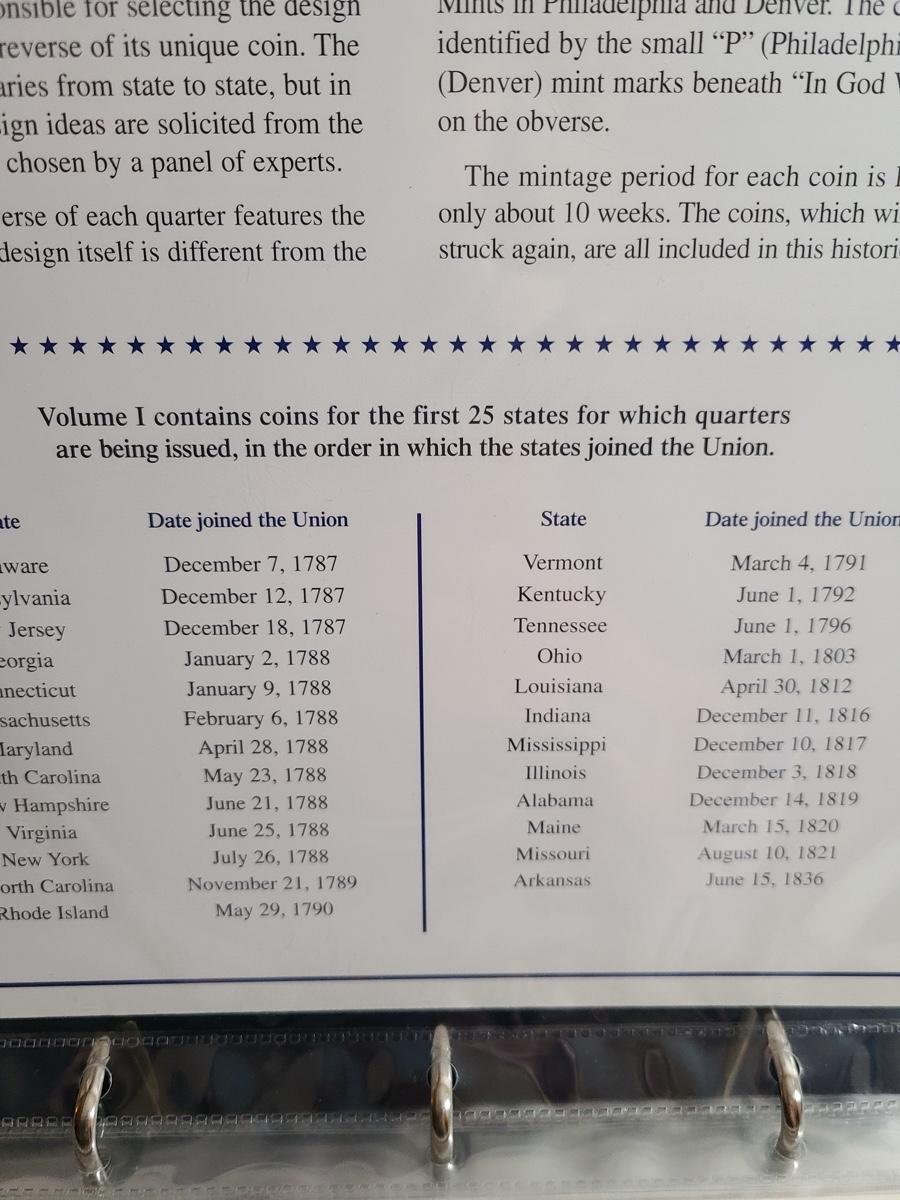 onsible for selecting the design
reverse of its unique coin. The
aries from state to state, but in
ign ideas are solicited from the
chosen by a panel of experts.
erse of each quarter features the
design itself is different from the
Mints in Philadelphia and Denver. The
identified by the small “P” (Philadelphi
(Denver) mint marks beneath “In God W
on the obverse.
The mintage period for each coin is
only about 10 weeks. The coins, which wi
struck again, are all included in this histori
Volume I contains coins for the first 25 states for which quarters
are being issued, in the order in which the states joined the Union.
ate Date joined the Union
aware December 7, 1787
sylvania December 12, 1787
Jersey December 18, 1787
eorgia January 2, 1788
nnecticut January 9, 1788
sachusetts February 6, 1788
Maryland April 28, 1788
th Carolina May 23, 1788
w Hampshire June 21, 1788
Virginia June 25, 1788
New York July 26, 1788
orth Carolina November 21, 1789
Rhode Island May 29, 1790
State Date joined the Union
Vermont March 4, 1791
Kentucky June 1, 1792
Tennessee June 1, 1796
Ohio March 1, 1803
Louisiana April 30, 1812
Indiana December 11, 1816
Mississippi December 10, 1817
Illinois December 3, 1818
Alabama December 14, 1819
Maine March 15, 1820
Missouri August 10, 1821
Arkansas June 15, 1836